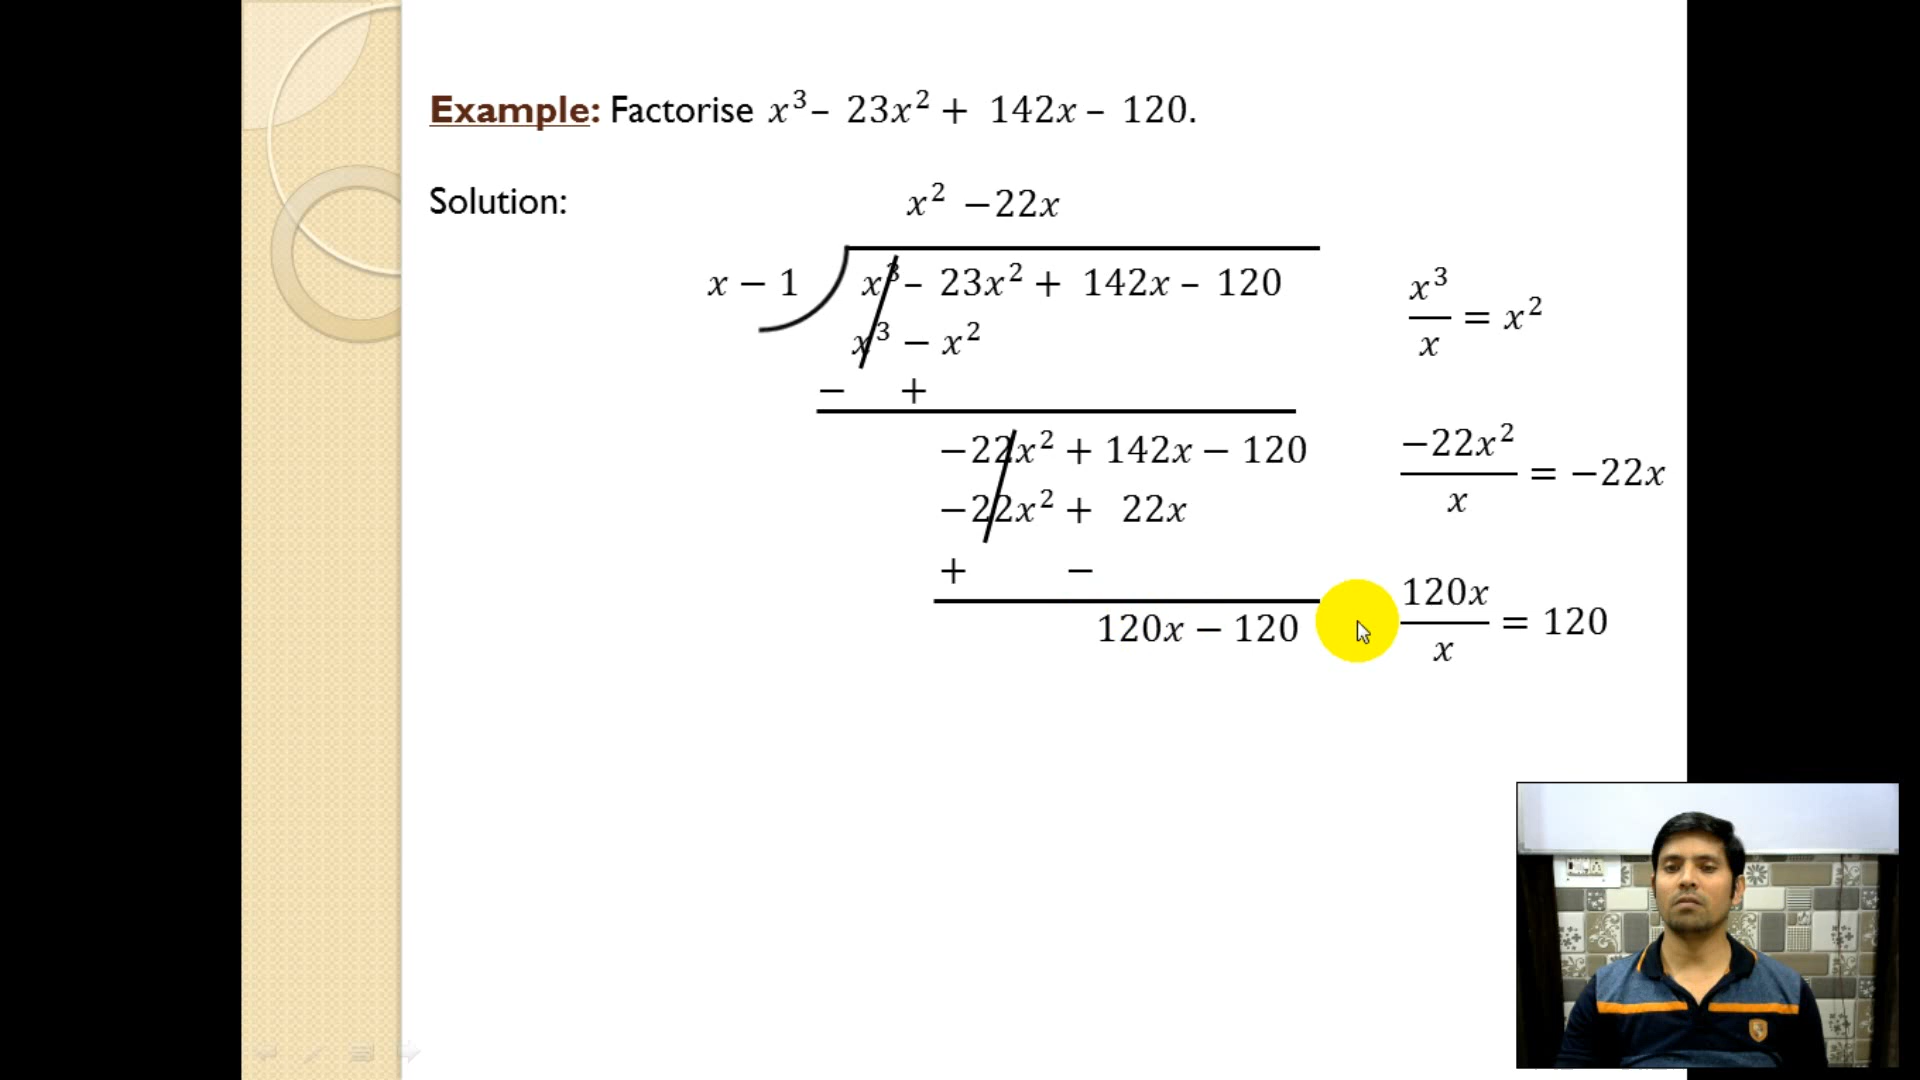 Example: Factorise x³ – 23x² + 142x – 120.
Solution:
x² −22x
x − 1
x³ – 23x² + 142x – 120
x³ − x²
− +
−22x² + 142x − 120
−22x² + 22x
+ −
120x − 120
x³/x = x²
−22x²/x = −22x
120x/x = 120